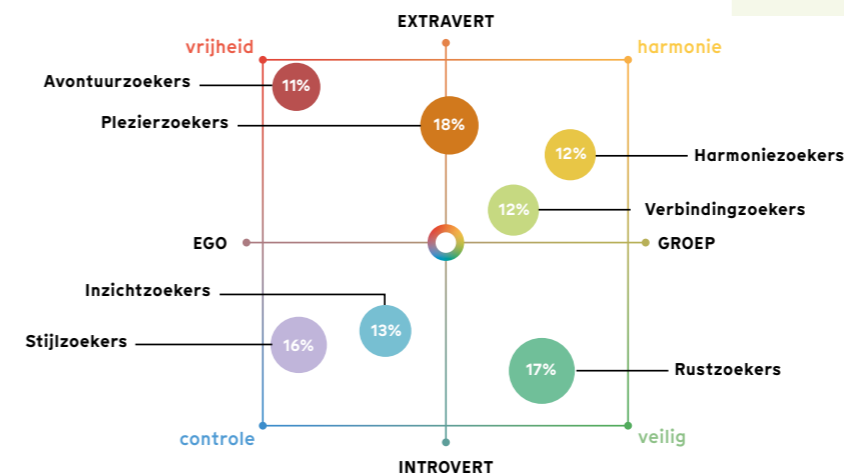 EXTRAVERT
vrijheid
harmonie
Avontuurzoekers
11%
Plezierzoekers
18%
12%
Harmoniezoekers
12%
Verbindingzoekers
EGO
GROEP
Inzichtzoekers
13%
Stijlzoekers
16%
17%
Rustzoekers
controle
veilig
INTROVERT